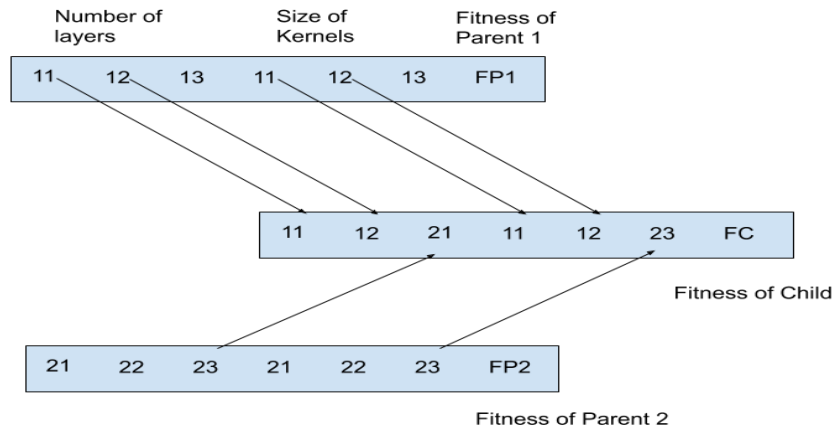 Number of
layers
Size of
Kernels
Fitness of
Parent 1
11 12 13 11 12 13 FP1
11 12 21 11 12 23 FC
Fitness of Child
21 22 23 21 22 23 FP2
Fitness of Parent 2